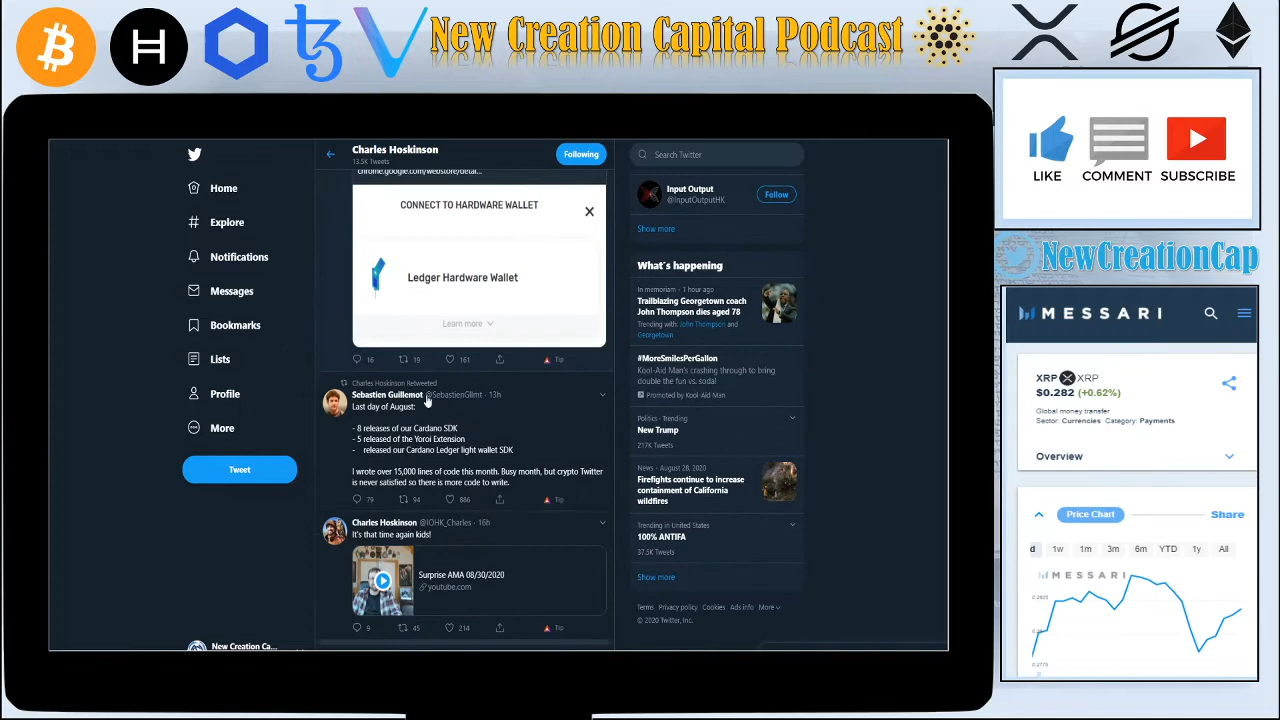 New Creation Capital Podcast
Home
Explore
Notifications
Messages
Bookmarks
Lists
Profile
More
Tweet
New Creation Ca...
Charles Hoskinson
13.5K Tweets
Following
chrome.google.com/webstore/detai...
CONNECT TO HARDWARE WALLET
Ledger Hardware Wallet
Learn more
16 19 161 Tip
Charles Hoskinson Retweeted
Sebastien Guillemot @SebastienGllmt · 13h
Last day of August:
- 8 releases of our Cardano SDK
- 5 released of the Yoroi Extension
- released our Cardano Ledger light wallet SDK
I wrote over 15,000 lines of code this month. Busy month, but crypto Twitter
is never satisfied so there is more code to write.
79 94 886 Tip
Charles Hoskinson @IOHK_Charles · 16h
It's that time again kids!
Surprise AMA 08/30/2020
youtube.com
9 45 214 Tip
Search Twitter
Input Output
@InputOutputHK
Follow
Show more
What's happening
In memoriam · 1 hour ago
Trailblazing Georgetown coach
John Thompson dies aged 78
Trending with: John Thompson and
Georgetown
#MoreSmilesPerGallon
Kool-Aid Man's crashing through to bring
double the fun vs. soda!
Promoted by Kool-Aid Man
Politics · Trending
New Trump
217K Tweets
News · August 28, 2020
Firefights continue to increase
containment of California
wildfires
Trending in United States
100% ANTIFA
37.5K Tweets
Show more
Terms Privacy policy Cookies Ads info More
© 2020 Twitter, Inc.
LIKE COMMENT SUBSCRIBE
NewCreationCap
MESSARI
XRP XRP
$0.282 (+0.62%)
Global money transfer
Sector: Currencies Category: Payments
Overview
Price Chart
Share
d 1w 1m 3m 6m YTD 1y All
MESSARI
0.2825
0.28
0.2775